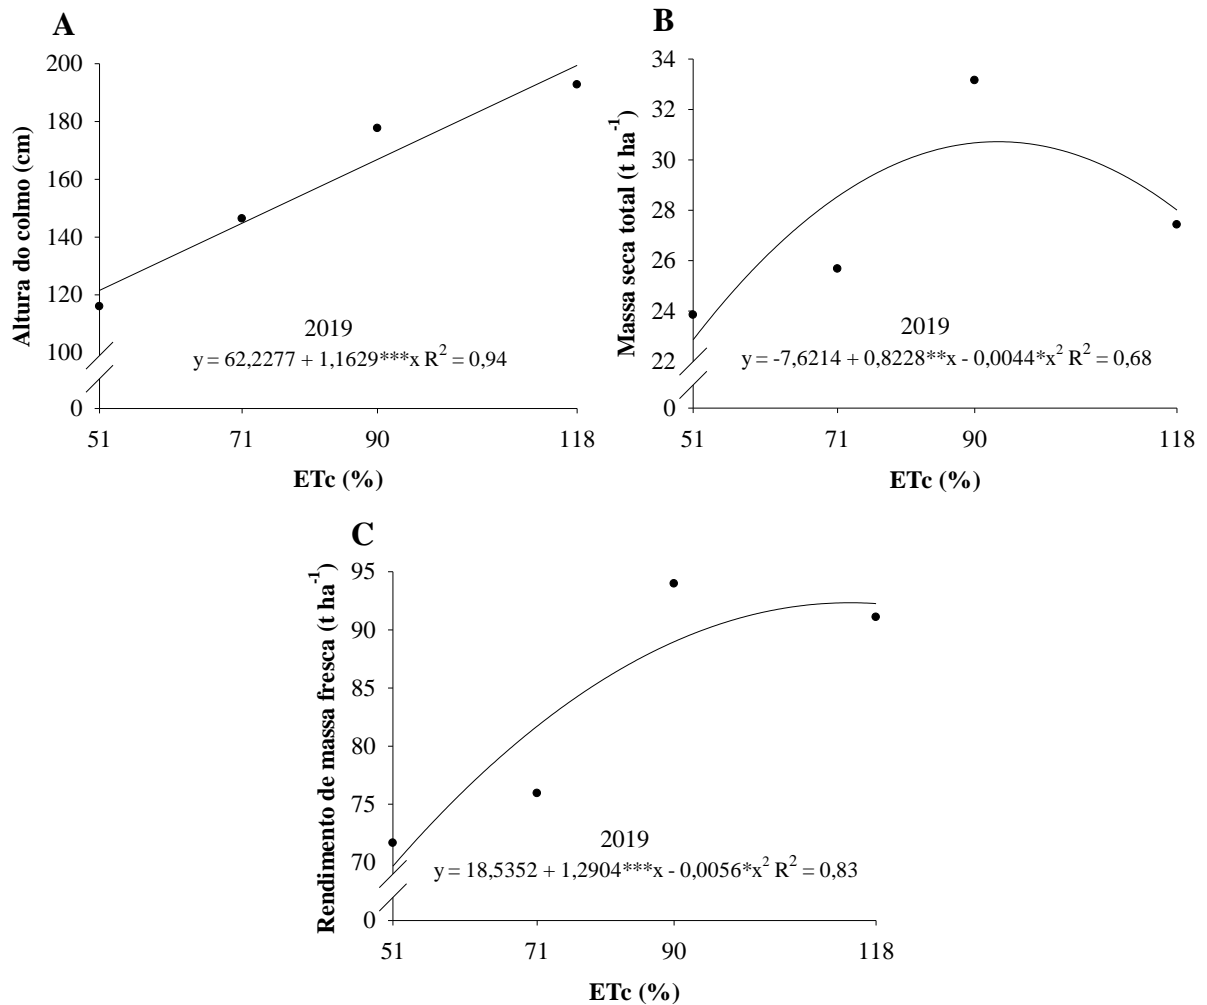 A
Altura do colmo (cm)
200
180
160
140
120
100
0
2019
y = 62,2277 + 1,1629***x R² = 0,94
51 71 90 118
ETc (%)
B
Massa seca total (t ha⁻¹)
34
32
30
28
26
24
22
0
2019
y = -7,6214 + 0,8228**x - 0,0044*x² R² = 0,68
51 71 90 118
ETc (%)
C
Rendimento de massa fresca (t ha⁻¹)
95
90
85
80
75
70
0
2019
y = 18,5352 + 1,2904***x - 0,0056*x² R² = 0,83
51 71 90 118
ETc (%)